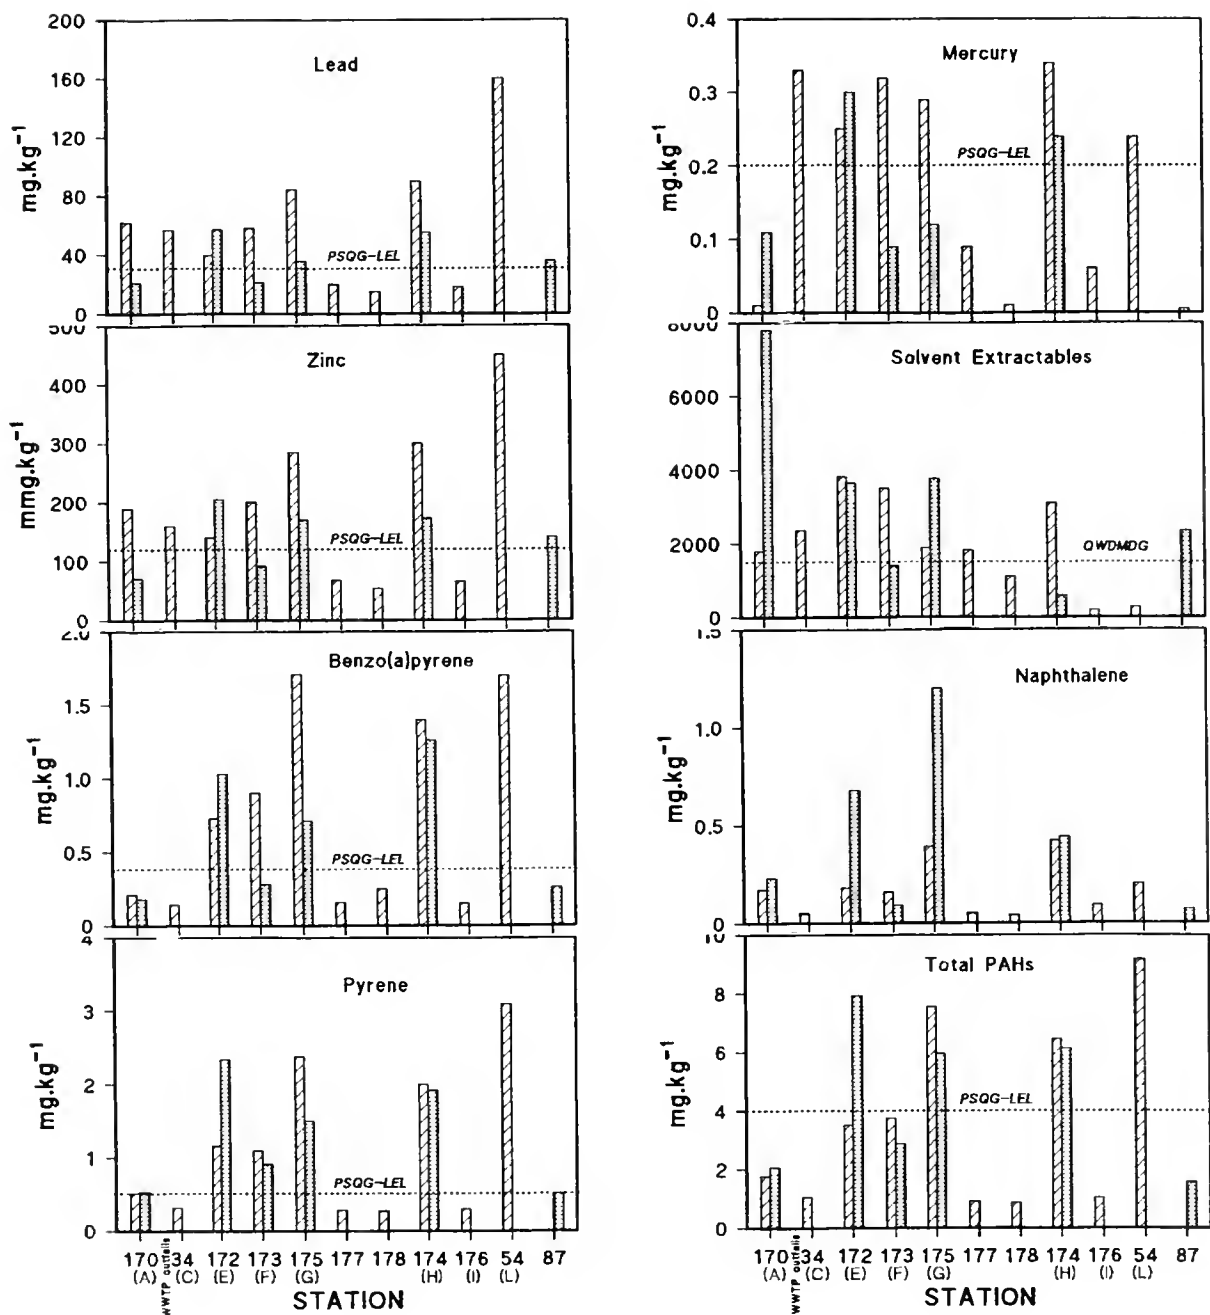 200
160
120
80
40
0
mg.kg⁻¹
Lead
PSQG-LEL
0.4
0.3
0.2
0.1
0
mg.kg⁻¹
Mercury
PSQG-LEL
500
400
300
200
100
0
mmg.kg⁻¹
Zinc
PSQG-LEL
8000
6000
4000
2000
0
mg.kg⁻¹
Solvent Extractables
QWDMDG
2.0
1.5
1.0
0.5
0
mg.kg⁻¹
Benzo(a)pyrene
PSQG-LEL
1.5
1.0
0.5
0
mg.kg⁻¹
Naphthalene
4
3
2
1
0
mg.kg⁻¹
Pyrene
PSQG-LEL
170 34 172 173 175 177 178 174 176 54 87
(A) (C) (E) (F) (G) (H) (I) (L)
WWTP outfalls
STATION
10
8
6
4
2
0
mg.kg⁻¹
Total PAHs
PSQG-LEL
170 34 172 173 175 177 178 174 176 54 87
(A) (C) (E) (F) (G) (H) (I) (L)
WWTP outfalls
STATION